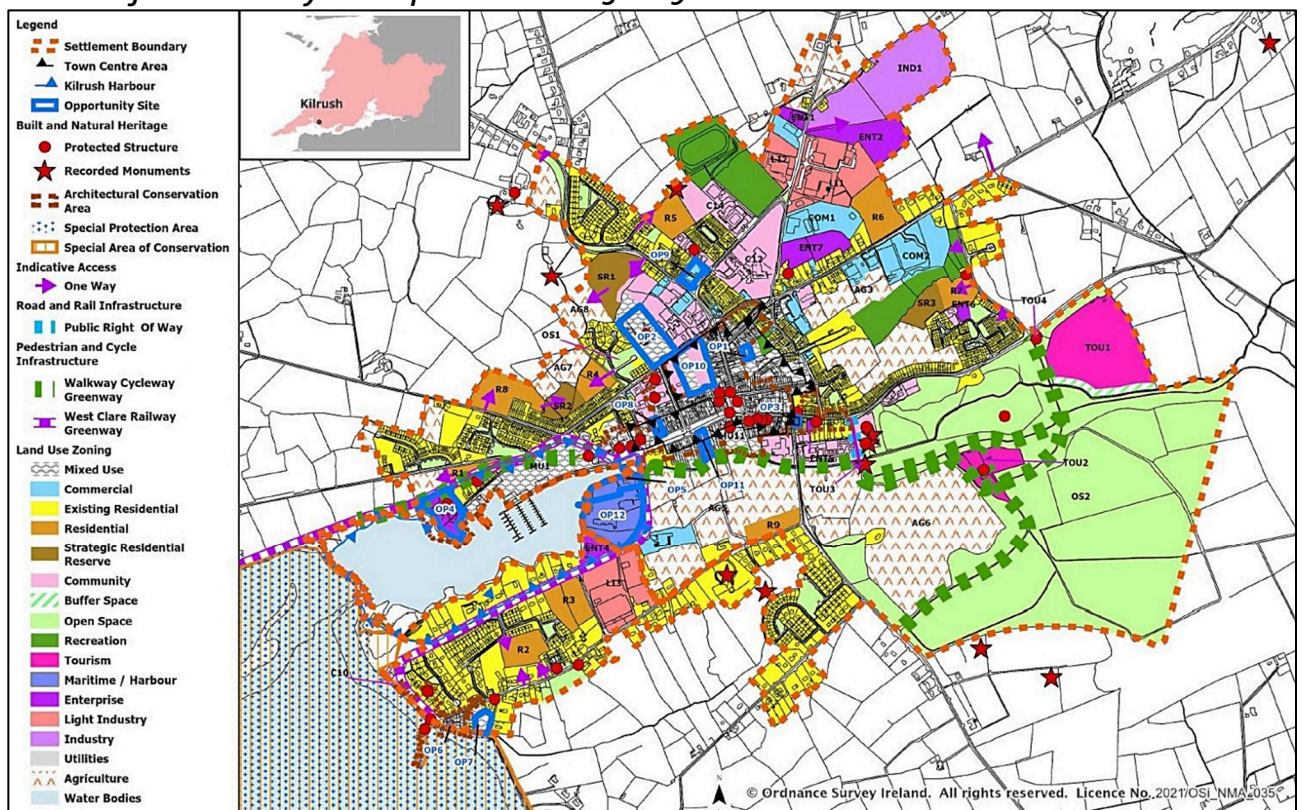 Legend
Settlement Boundary
Town Centre Area
Kilrush Harbour
Opportunity Site
Built and Natural Heritage
Protected Structure
Recorded Monuments
Architectural Conservation
Area
Special Protection Area
Special Area of Conservation
Indicative Access
One Way
Road and Rail Infrastructure
Public Right Of Way
Pedestrian and Cycle
Infrastructure
Walkway Cycleway
Greenway
West Clare Railway
Greenway
Land Use Zoning
Mixed Use
Commercial
Existing Residential
Residential
Strategic Residential
Reserve
Community
Buffer Space
Open Space
Recreation
Tourism
Maritime / Harbour
Enterprise
Light Industry
Industry
Utilities
Agriculture
Water Bodies
Kilrush
IND1
ENT2
R5
C14
COM1
R6
ENT7
C12
COM2
OP9
SR1
AG3
SR3
R7
ENT6
TOU4
AG8
OS1
OP2
OP1
TOU1
AG7
R4
OP10
R8
SR2
OP8
OP3
R1
MU1
OP5
OP11
TOU3
TOU2
OP4
OP12
AG5
R9
AG6
OS2
ENT4
LI3
R3
R2
C10
OP6
OP7
N
© Ordnance Survey Ireland. All rights reserved. Licence No. 2021/OSi_NMA_035